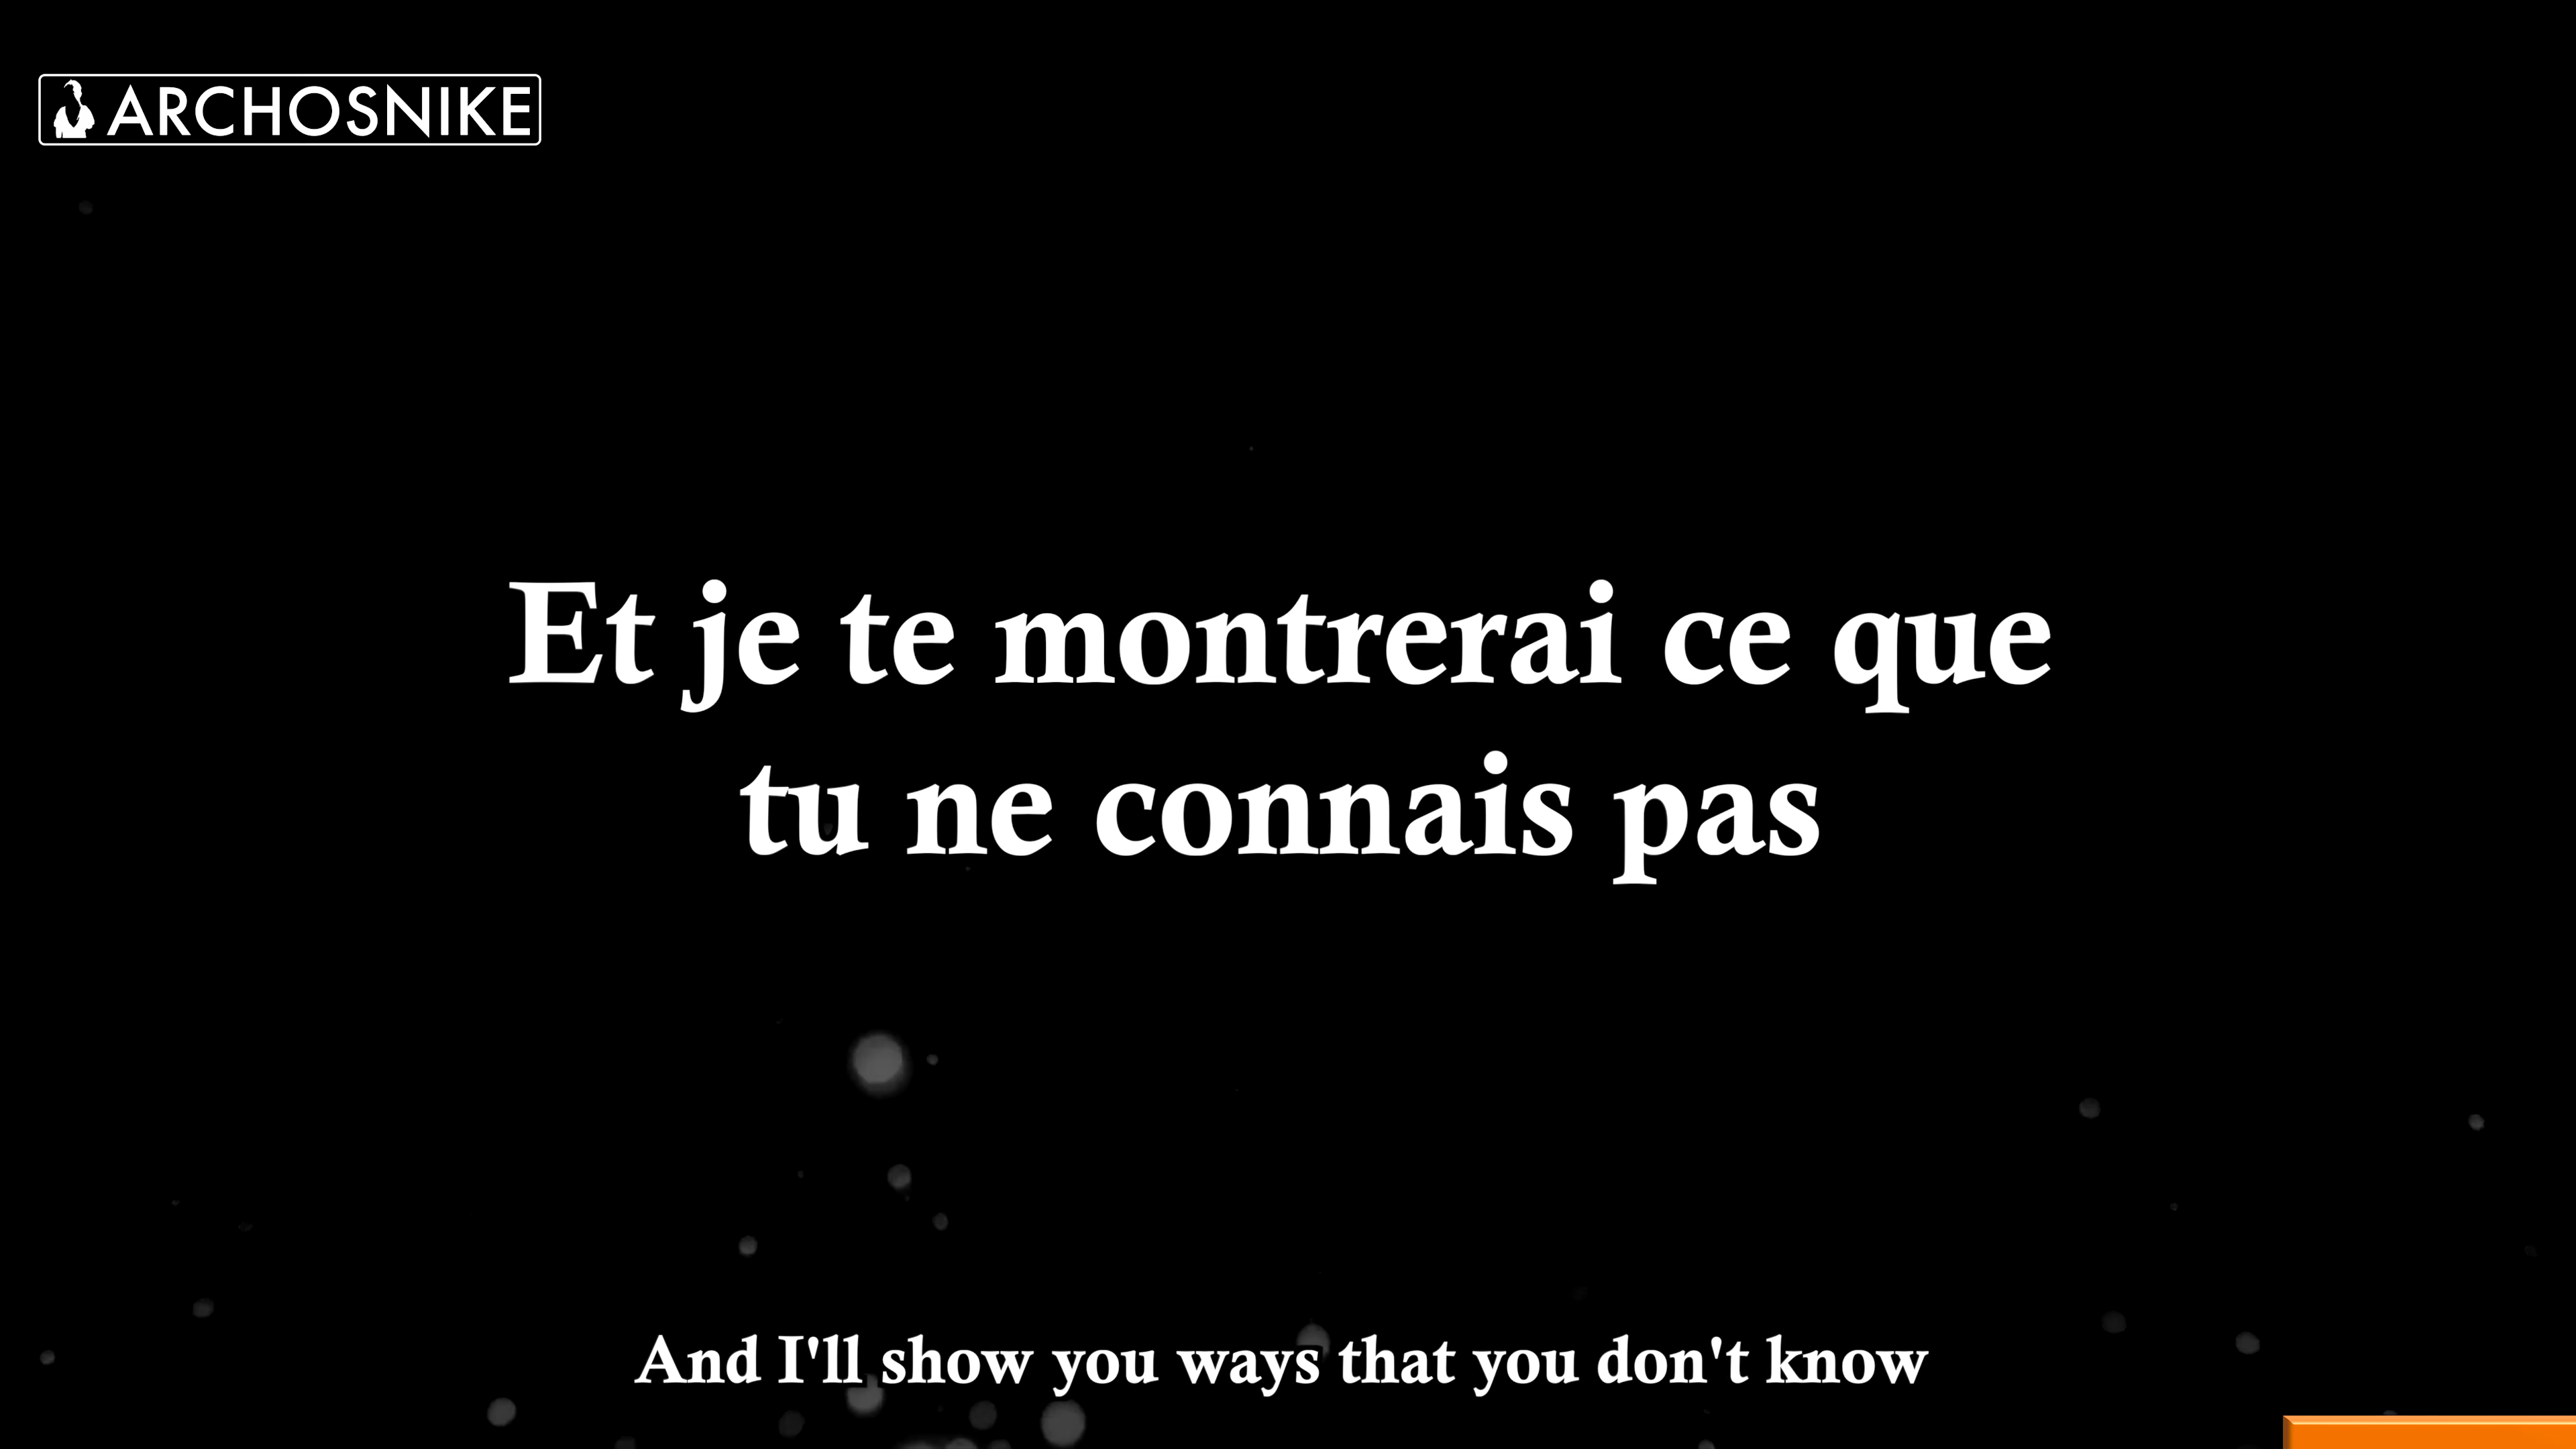 ARCHOSNIKE
Et je te montrerai ce que
tu ne connais pas
And I'll show you ways that you don't know